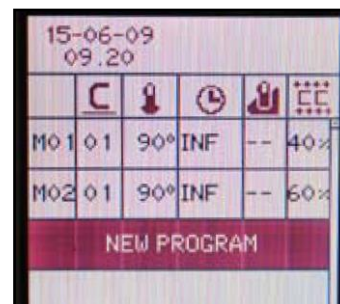 15-06-09
09.20
M01 01 90° INF -- 40%
M02 01 90° INF -- 60%
NEW PROGRAM